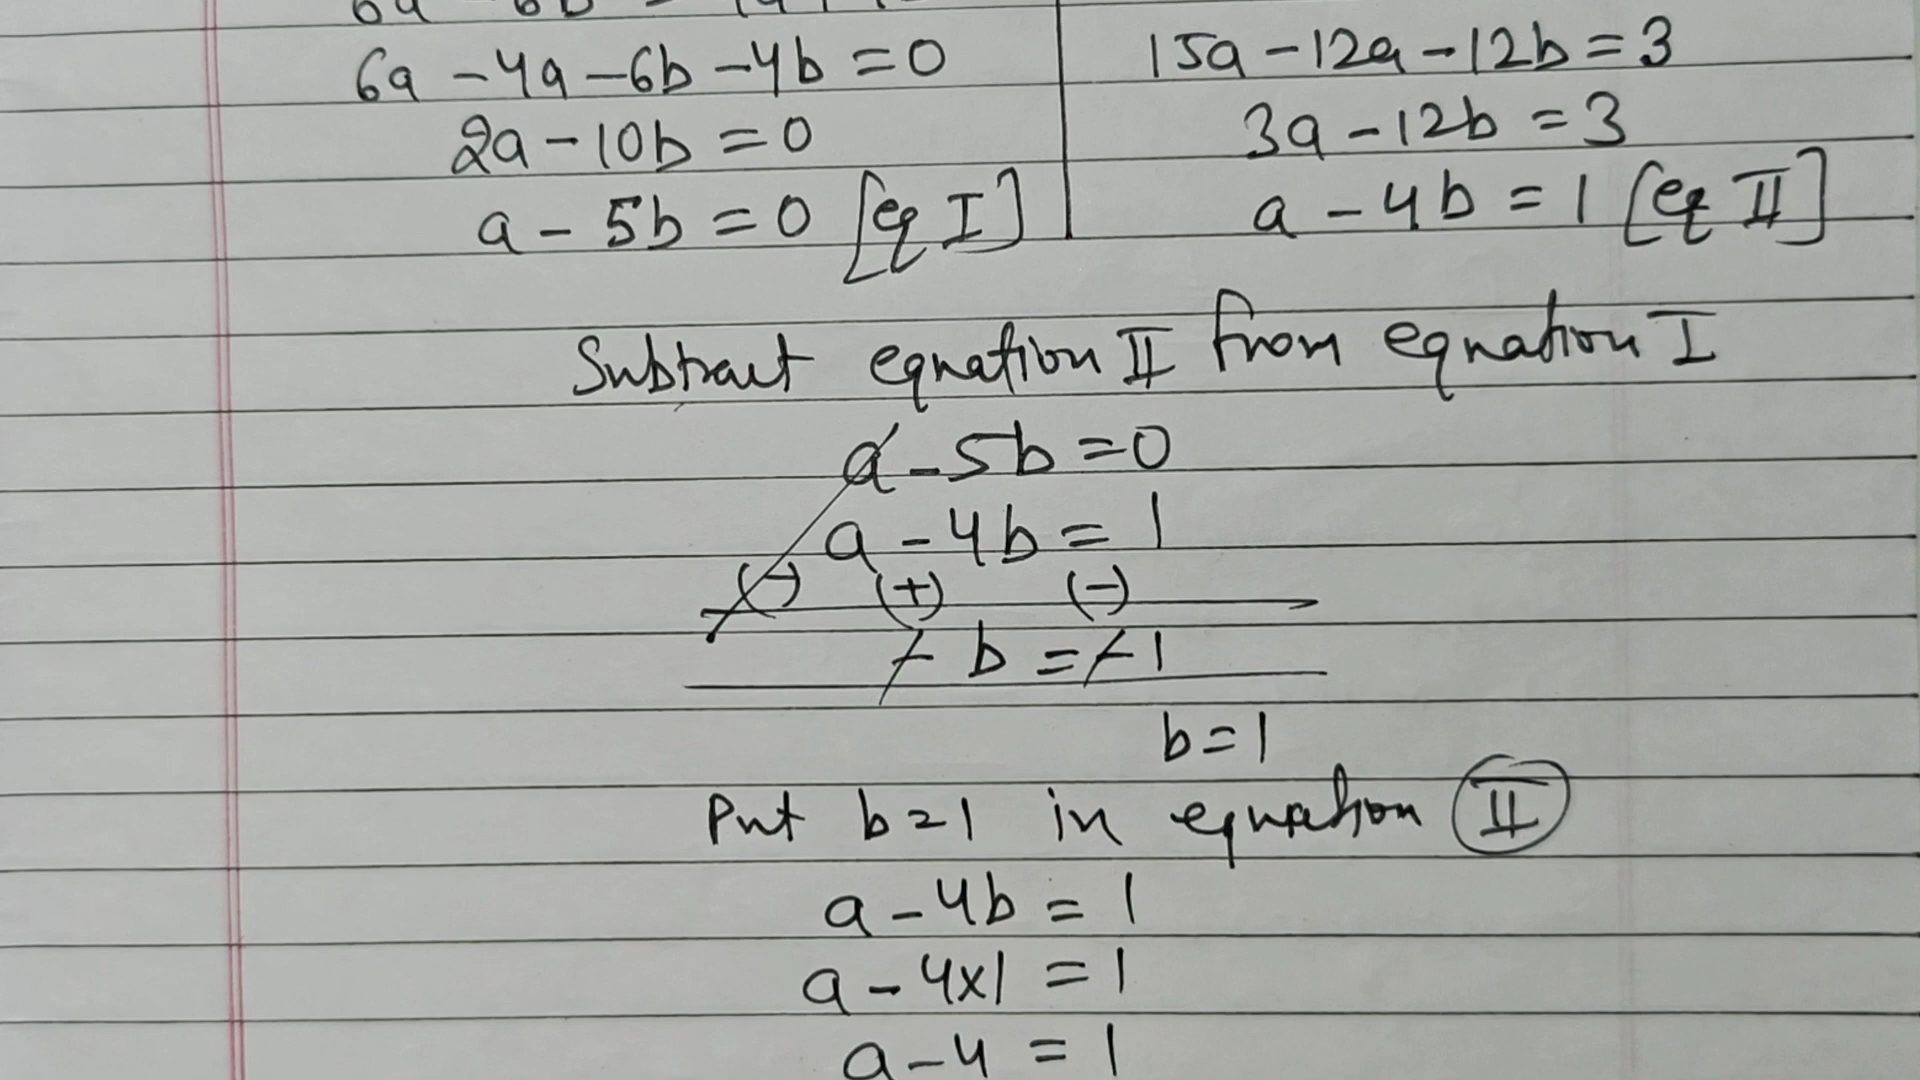 6a - 4a - 6b - 4b = 0
2a - 10b = 0
a - 5b = 0 [eq I]
15a - 12a - 12b = 3
3a - 12b = 3
a - 4b = 1 [eq II]
Subtract equation II from equation I
a - 5b = 0
a - 4b = 1
(-) (+) (-)
- b = - 1
b = 1
Put b = 1 in equation II
a - 4b = 1
a - 4x1 = 1
a - 4 = 1